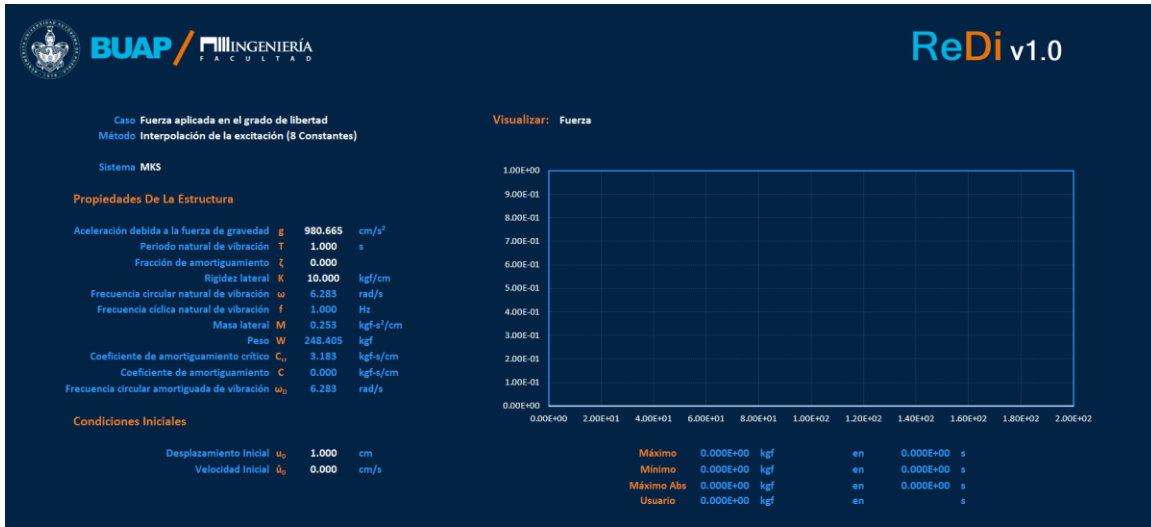 BUAP / INGENIERÍA
FACULTAD
ReDi v1.0
Caso Fuerza aplicada en el grado de libertad
Método Interpolación de la excitación (8 Constantes)
Sistema MKS
Propiedades De La Estructura
Aceleración debida a la fuerza de gravedad g 980.665 cm/s²
Periodo natural de vibración T 1.000 s
Fracción de amortiguamiento ζ 0.000
Rigidez lateral K 10.000 kgf/cm
Frecuencia circular natural de vibración ω 6.283 rad/s
Frecuencia cíclica natural de vibración f 1.000 Hz
Masa lateral M 0.253 kgf-s²/cm
Peso W 248.405 kgf
Coeficiente de amortiguamiento crítico Ccr 3.183 kgf-s/cm
Coeficiente de amortiguamiento C 0.000 kgf-s/cm
Frecuencia circular amortiguada de vibración ωD 6.283 rad/s
Condiciones Iniciales
Desplazamiento Inicial u₀ 1.000 cm
Velocidad Inicial u̇₀ 0.000 cm/s
Visualizar: Fuerza
1.00E+00
9.00E-01
8.00E-01
7.00E-01
6.00E-01
5.00E-01
4.00E-01
3.00E-01
2.00E-01
1.00E-01
0.00E+00
0.00E+00 2.00E+01 4.00E+01 6.00E+01 8.00E+01 1.00E+02 1.20E+02 1.40E+02 1.60E+02 1.80E+02 2.00E+02
Máximo 0.000E+00 kgf en 0.000E+00 s
Mínimo 0.000E+00 kgf en 0.000E+00 s
Máximo Abs 0.000E+00 kgf en 0.000E+00 s
Usuario 0.000E+00 kgf en s